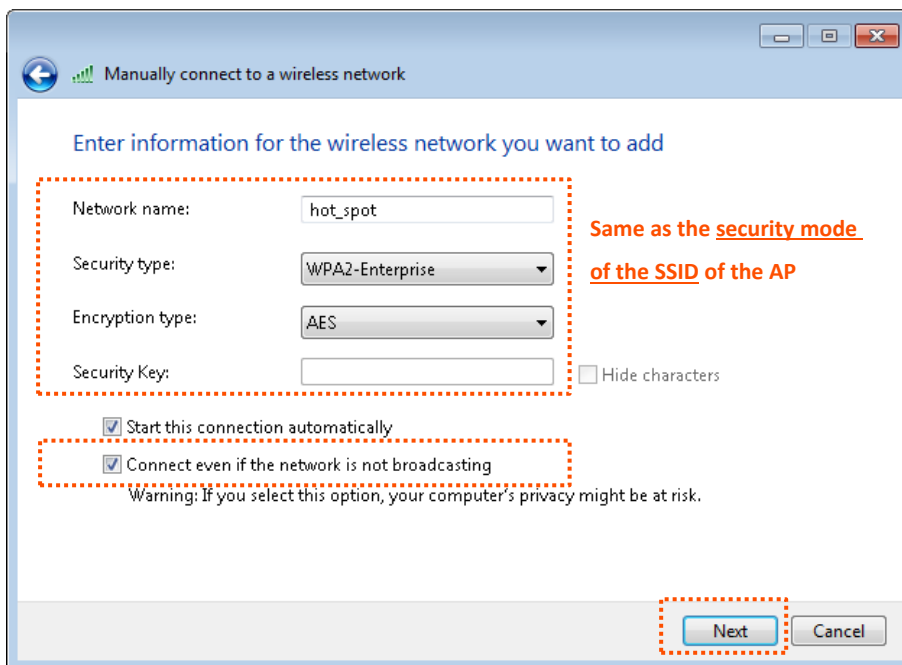 Manually connect to a wireless network
Enter information for the wireless network you want to add
Network name:
hot_spot
Same as the security mode
of the SSID of the AP
Security type:
WPA2-Enterprise
Encryption type:
AES
Security Key:
Hide characters
Start this connection automatically
Connect even if the network is not broadcasting
Warning: If you select this option, your computer's privacy might be at risk.
Next
Cancel